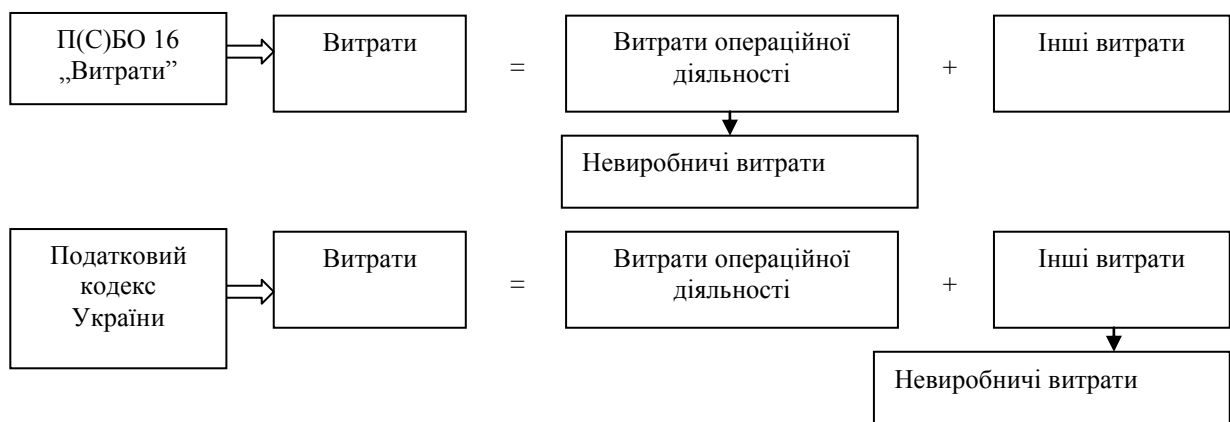 П(С)БО 16
„Витрати”
Витрати
=
Витрати операційної
діяльності
+
Інші витрати
Невиробничі витрати
Податковий
кодекс
України
Витрати
=
Витрати операційної
діяльності
+
Інші витрати
Невиробничі витрати